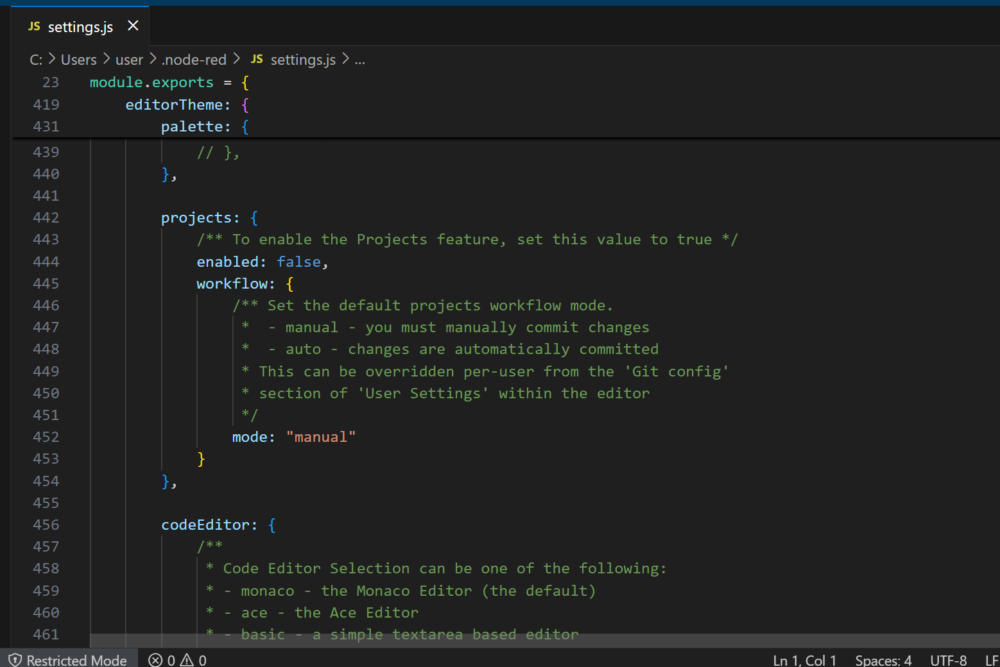 JS settings.js ×
C: > Users > user > .node-red > JS settings.js > ...
23 module.exports = {
419 editorTheme: {
431 palette: {
439 // },
440 },
441
442 projects: {
443 /** To enable the Projects feature, set this value to true */
444 enabled: false,
445 workflow: {
446 /** Set the default projects workflow mode.
447 *  - manual - you must manually commit changes
448 *  - auto - changes are automatically committed
449 * This can be overridden per-user from the 'Git config'
450 * section of 'User Settings' within the editor
451 */
452 mode: "manual"
453 }
454 },
455
456 codeEditor: {
457 /**
458 * Code Editor Selection can be one of the following:
459 * - monaco - the Monaco Editor (the default)
460 * - ace - the Ace Editor
461 * - basic - a simple textarea based editor
Restricted Mode 0 0 Ln 1, Col 1 Spaces: 4 UTF-8 LF